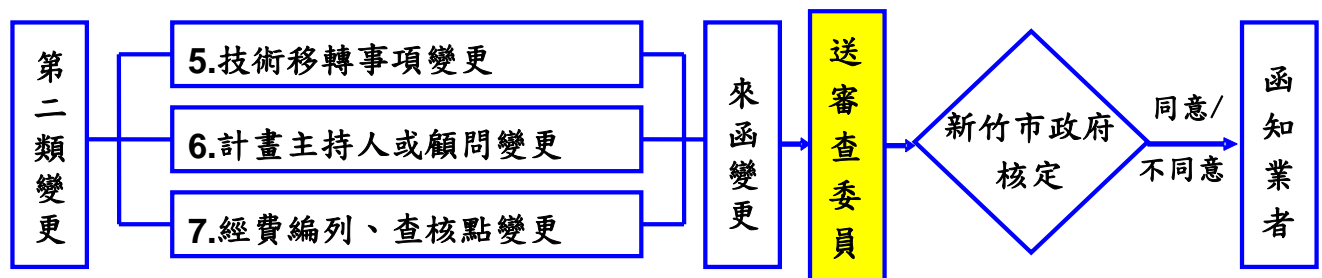 第二類變更
5.技術移轉事項變更
6.計畫主持人或顧問變更
7.經費編列、查核點變更
來函變更
送審查委員
新竹市政府
核定
同意/
不同意
函知業者